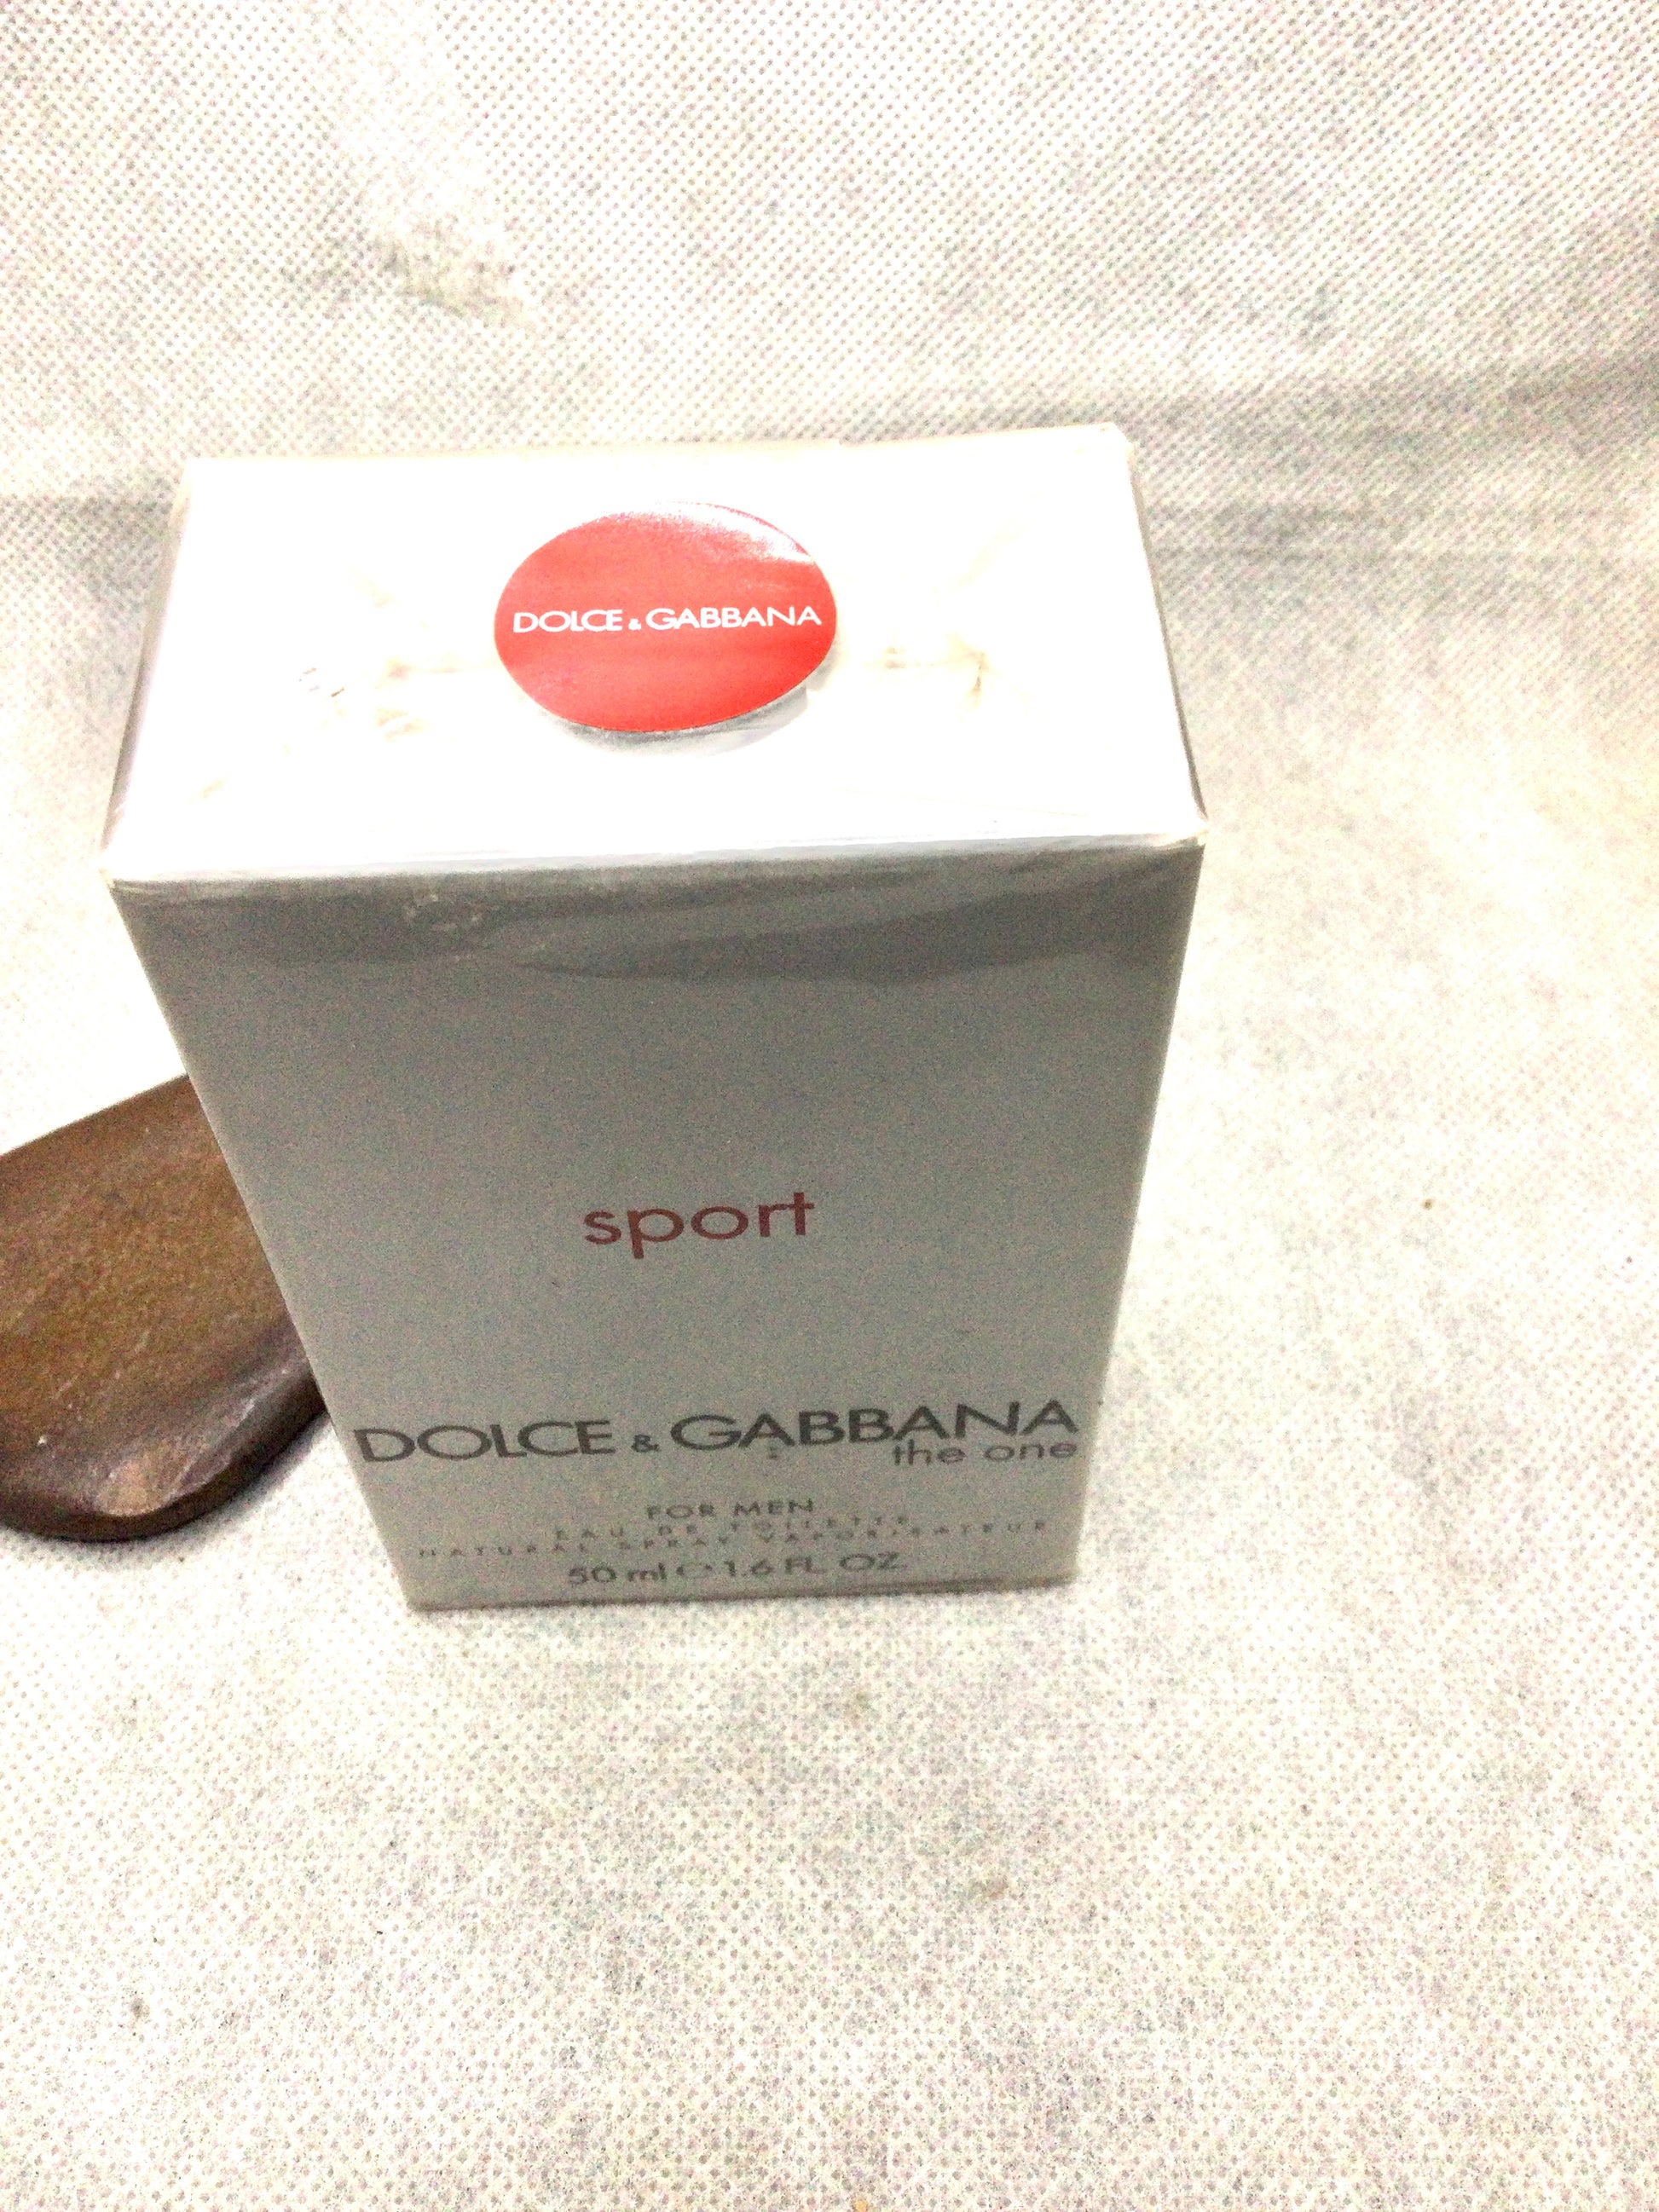 DOLCE & GABBANA
sport
DOLCE & GABBANA
the one
FOR MEN
EAU DE TOILETTE
NATURAL SPRAY VAPORISATEUR
50 ml e 1.6 FL OZ